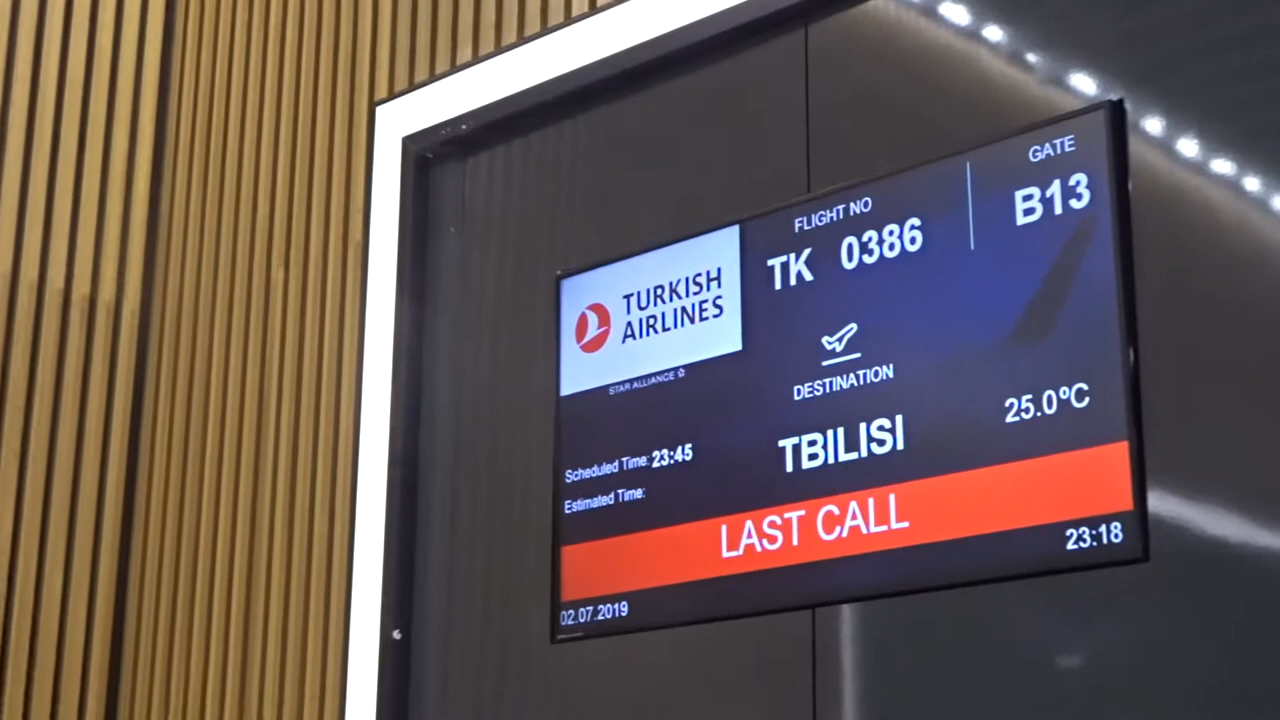 TURKISH
AIRLINES
STAR ALLIANCE
FLIGHT NO
TK 0386
GATE
B13
DESTINATION
TBILISI
25.0ºC
Scheduled Time: 23:45
Estimated Time:
LAST CALL
02.07.2019
23:18